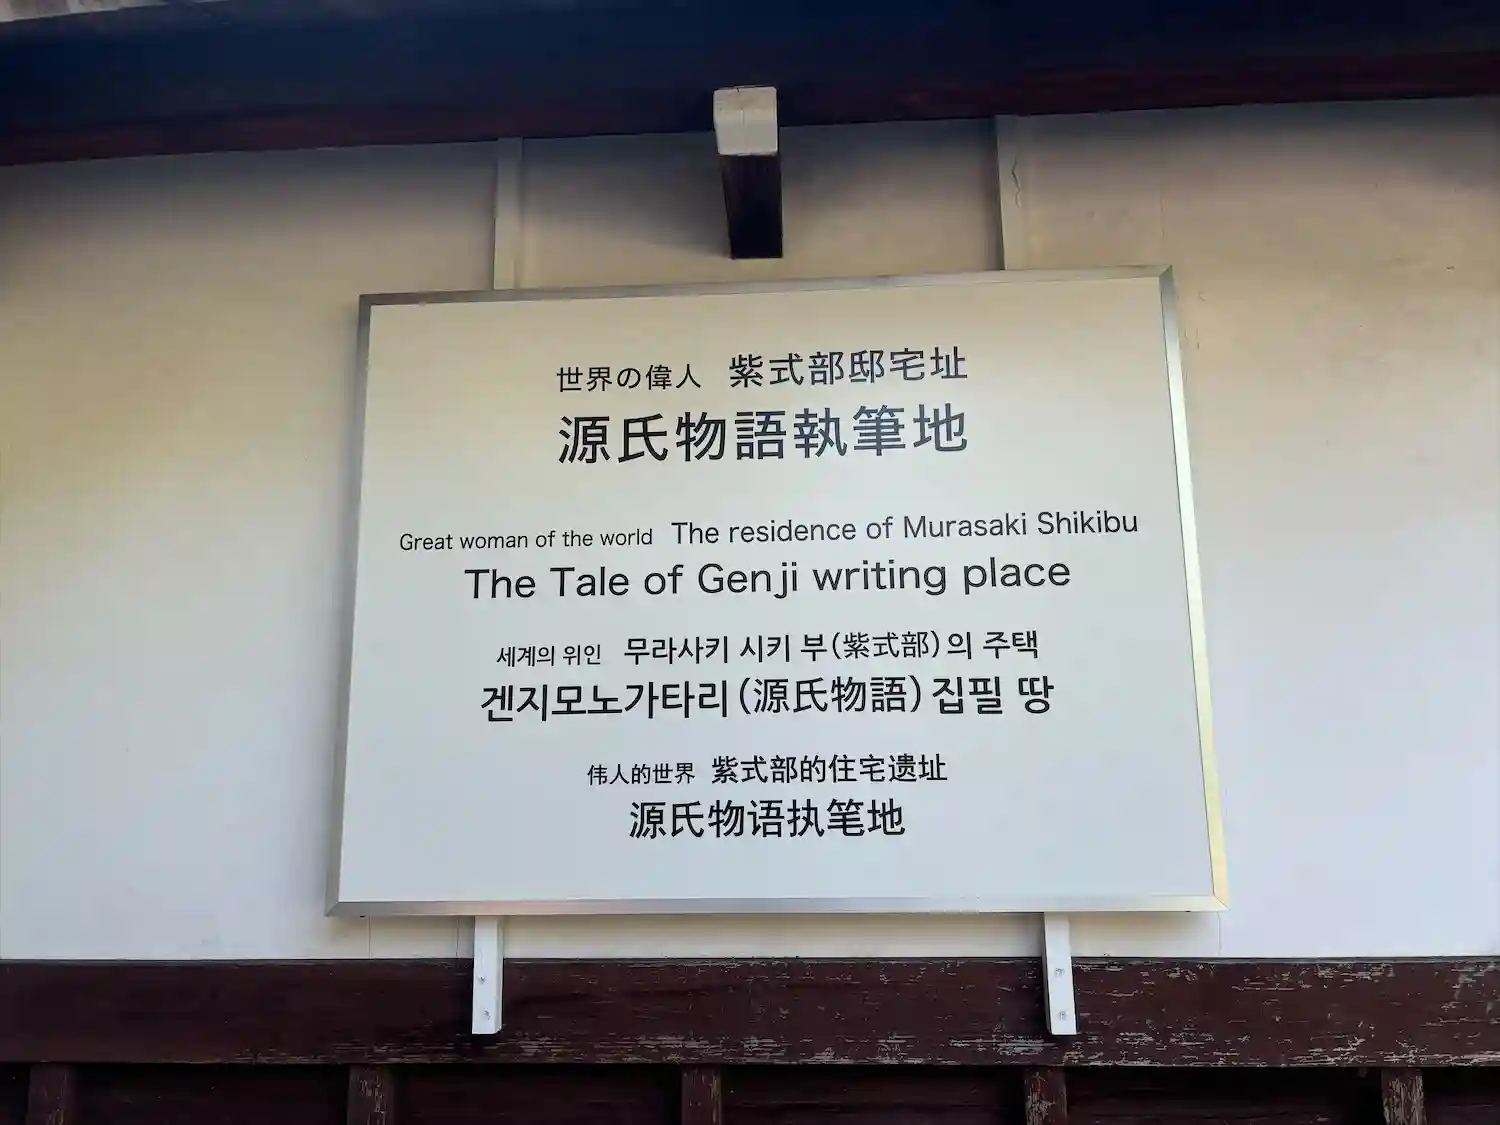 世界の偉人 紫式部邸宅址
源氏物語執筆地
Great woman of the world The residence of Murasaki Shikibu
The Tale of Genji writing place
세계의 위인 무라사키 시키 부(紫式部)의 주택
겐지모노가타리(源氏物語) 집필 땅
伟人的世界 紫式部的住宅遗址
源氏物语执笔地